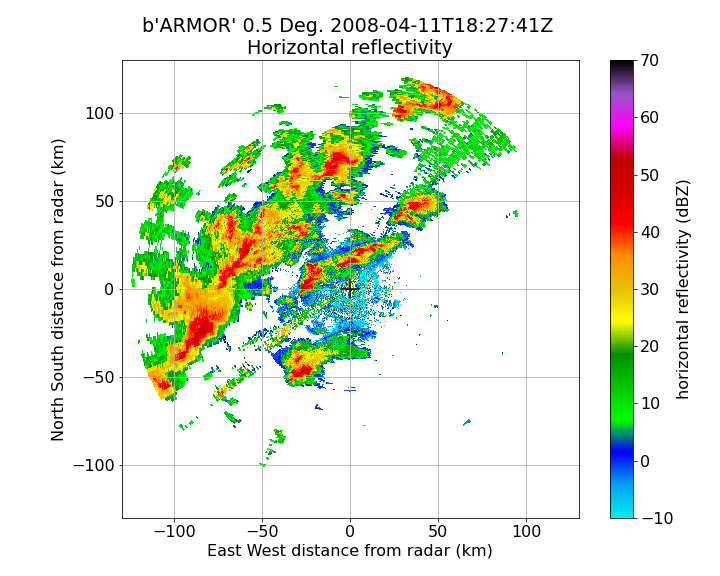 b'ARMOR' 0.5 Deg. 2008-04-11T18:27:41Z
Horizontal reflectivity
100
50
0
−50
−100
North South distance from radar (km)
−100 −50 0 50 100
East West distance from radar (km)
70
60
50
40
30
20
10
0
−10
horizontal reflectivity (dBZ)